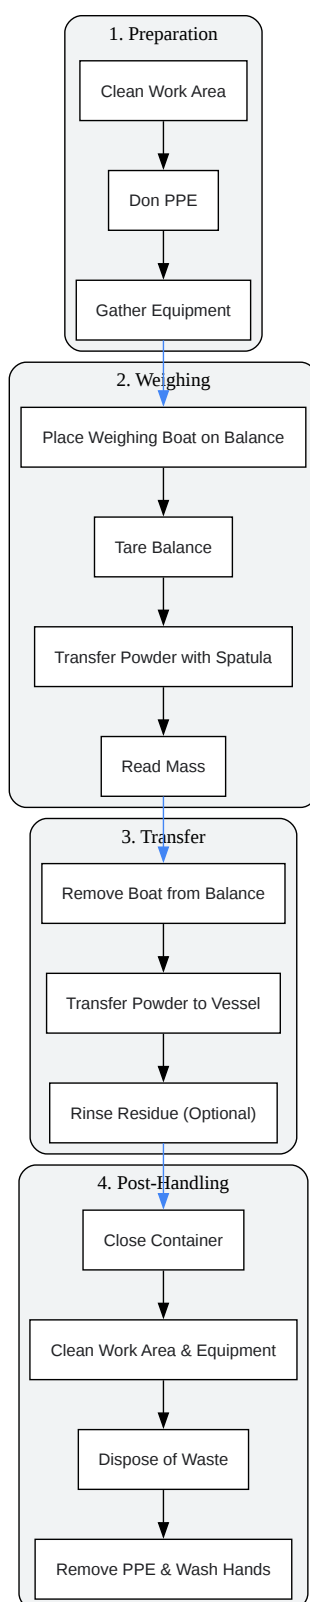 1. Preparation
Clean Work Area
Don PPE
Gather Equipment
2. Weighing
Place Weighing Boat on Balance
Tare Balance
Transfer Powder with Spatula
Read Mass
3. Transfer
Remove Boat from Balance
Transfer Powder to Vessel
Rinse Residue (Optional)
4. Post-Handling
Close Container
Clean Work Area & Equipment
Dispose of Waste
Remove PPE & Wash Hands